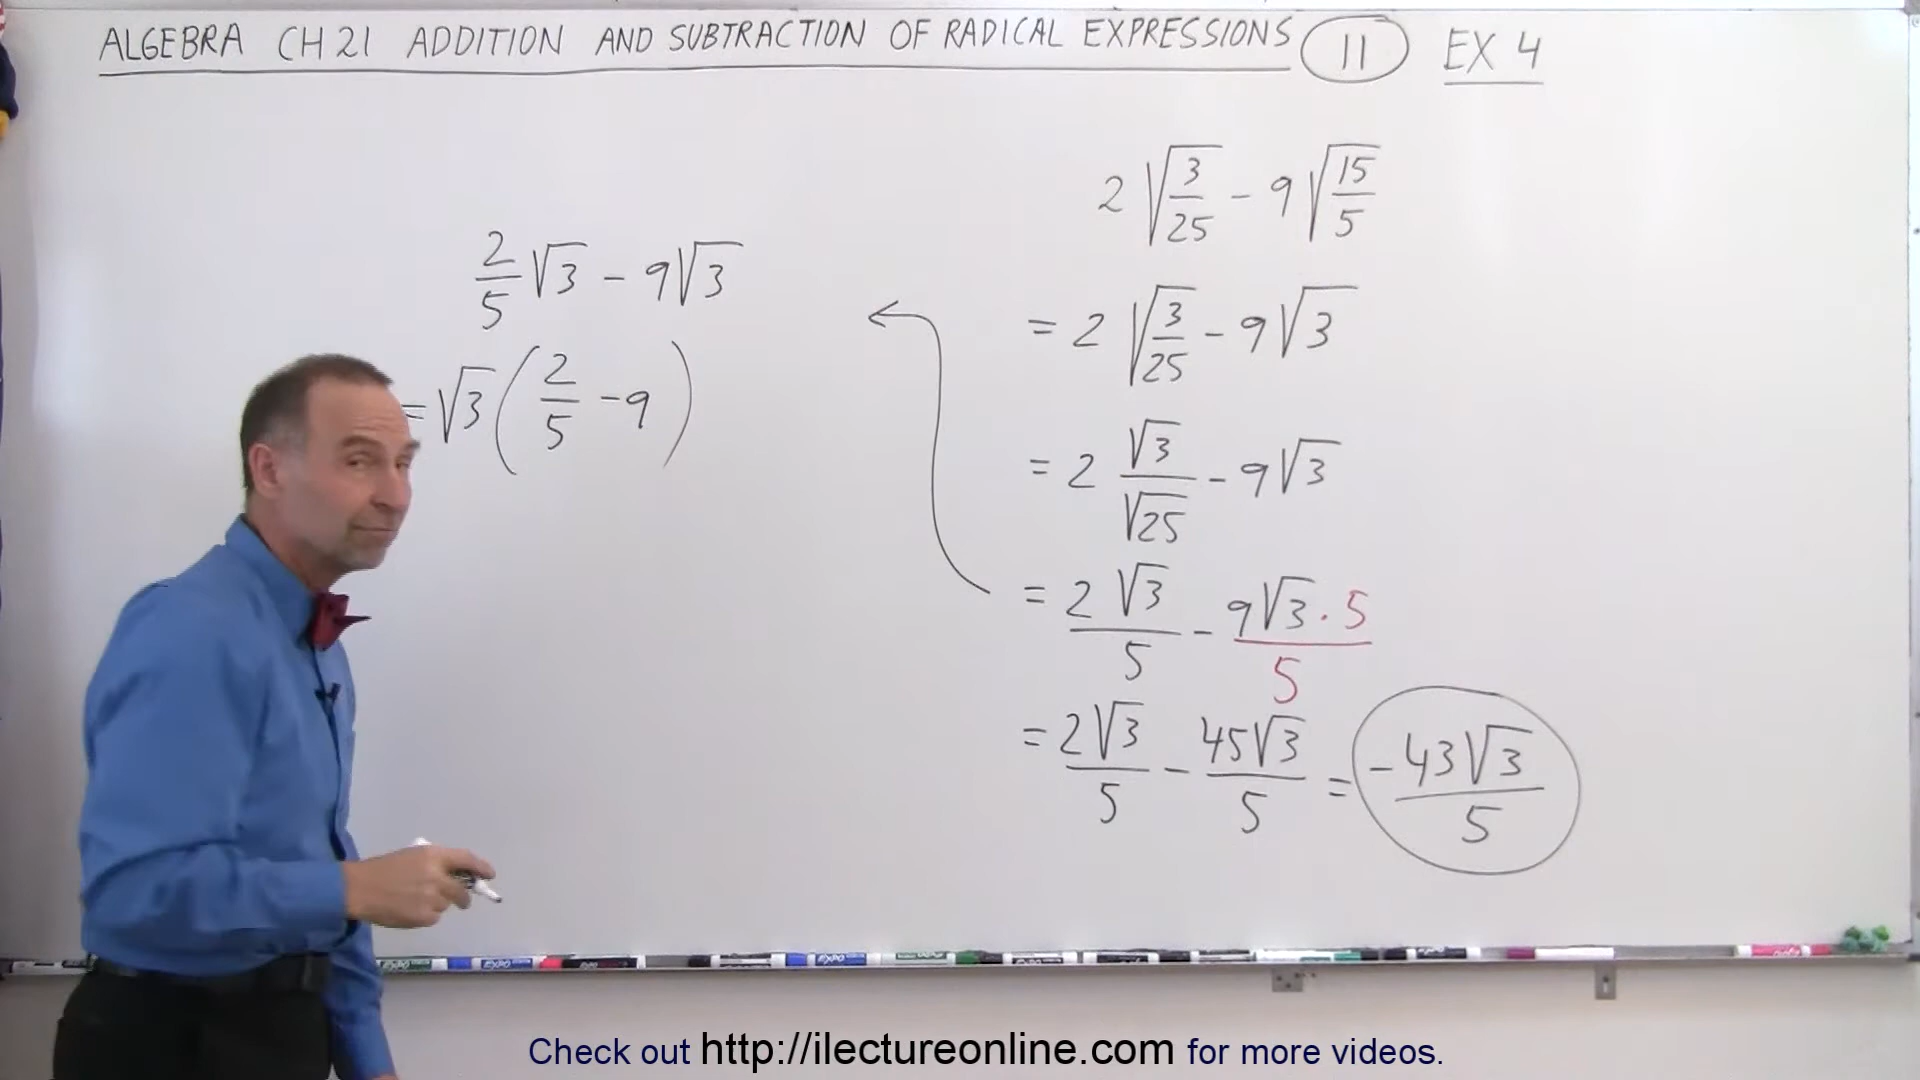 ALGEBRA CH 21 ADDITION AND SUBTRACTION OF RADICAL EXPRESSIONS 11 EX 4
2/5 √3 - 9√3
= √3 (2/5 - 9)
2 √(3/25) - 9 √(15/5)
= 2 √(3/25) - 9√3
= 2 √3/√25 - 9√3
= 2√3/5 - 9√3 · 5/5
= 2√3/5 - 45√3/5 = -43√3/5
Check out http://ilectureonline.com for more videos.